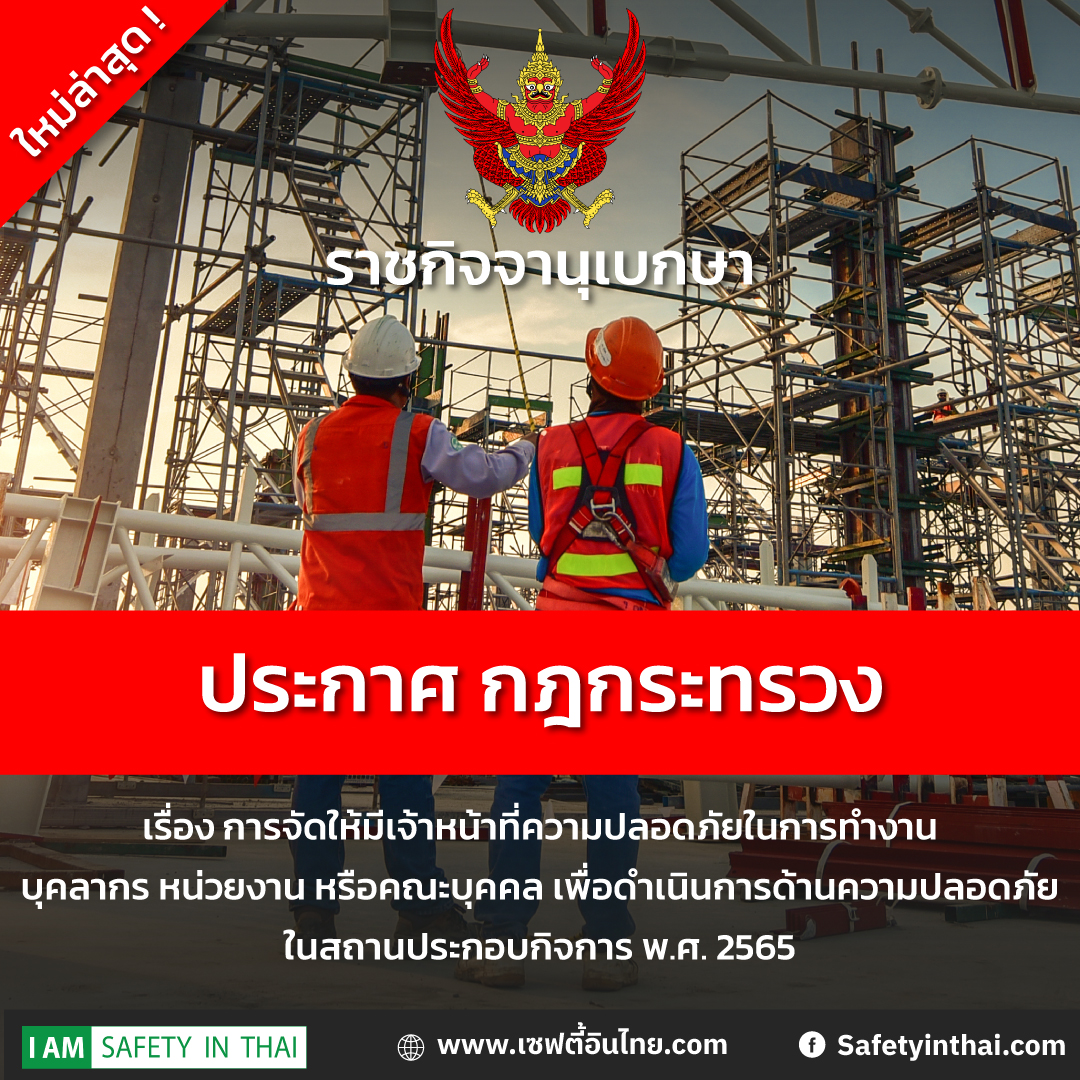 ใหม่ล่าสุด !
ราชกิจจานุเบกษา
ประกาศ กฎกระทรวง
เรื่อง การจัดให้มีเจ้าหน้าที่ความปลอดภัยในการทำงาน
บุคลากร หน่วยงาน หรือคณะบุคคล เพื่อดำเนินการด้านความปลอดภัย
ในสถานประกอบกิจการ พ.ศ. 2565
I AM SAFETY IN THAI
www.เซฟตี้อินไทย.com
Safetyinthai.com